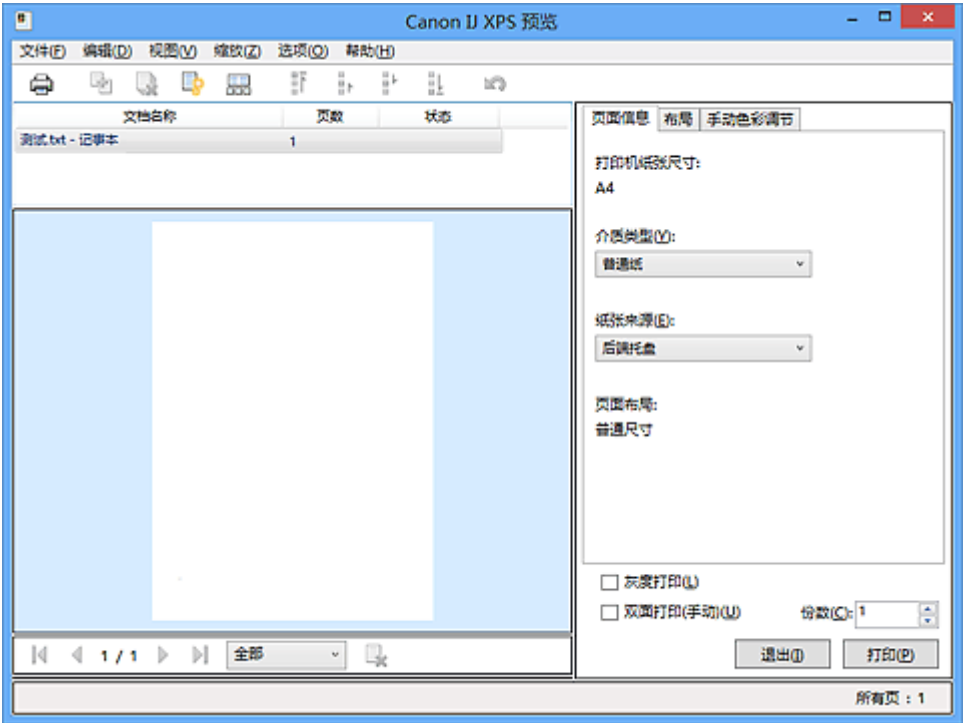 Canon IJ XPS 预览
文件(F) 编辑(D) 视图(V) 缩放(Z) 选项(O) 帮助(H)
文档名称 页数 状态
测试.txt - 记事本 1
页面信息 布局 手动色彩调节
打印机纸张尺寸:
A4
介质类型(Y):
普通纸
纸张来源(E):
后端托盘
页面布局:
普通尺寸
灰度打印(L)
双面打印(手动)(U) 份数(C): 1
1 / 1 全部
退出(I) 打印(P)
所有页 : 1